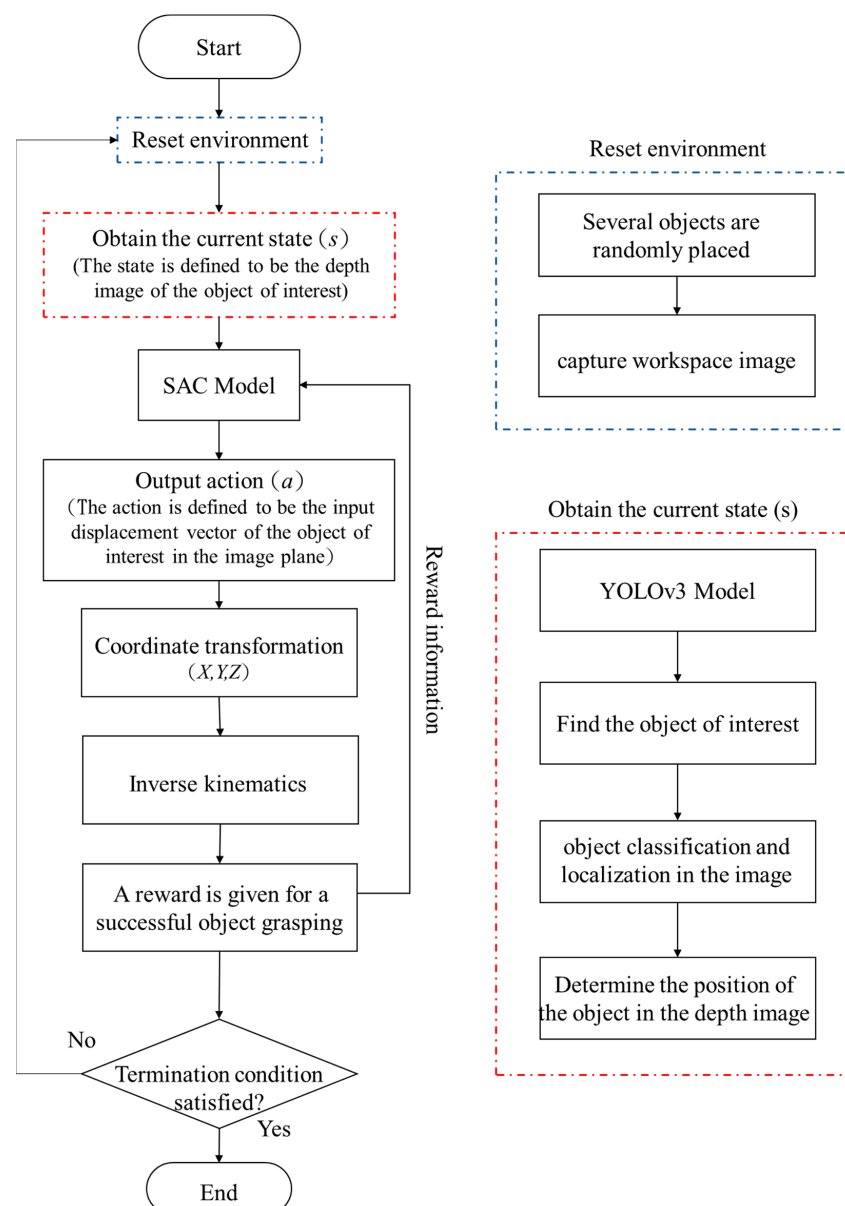 Start
Reset environment
Obtain the current state (s)
(The state is defined to be the depth
image of the object of interest)
SAC Model
Output action (a)
(The action is defined to be the input
displacement vector of the object of
interest in the image plane)
Coordinate transformation
(X,Y,Z)
Inverse kinematics
A reward is given for a
successful object grasping
Reward information
No
Termination condition
satisfied?
Yes
End
Reset environment
Several objects are
randomly placed
capture workspace image
Obtain the current state (s)
YOLOv3 Model
Find the object of interest
object classification and
localization in the image
Determine the position of
the object in the depth image